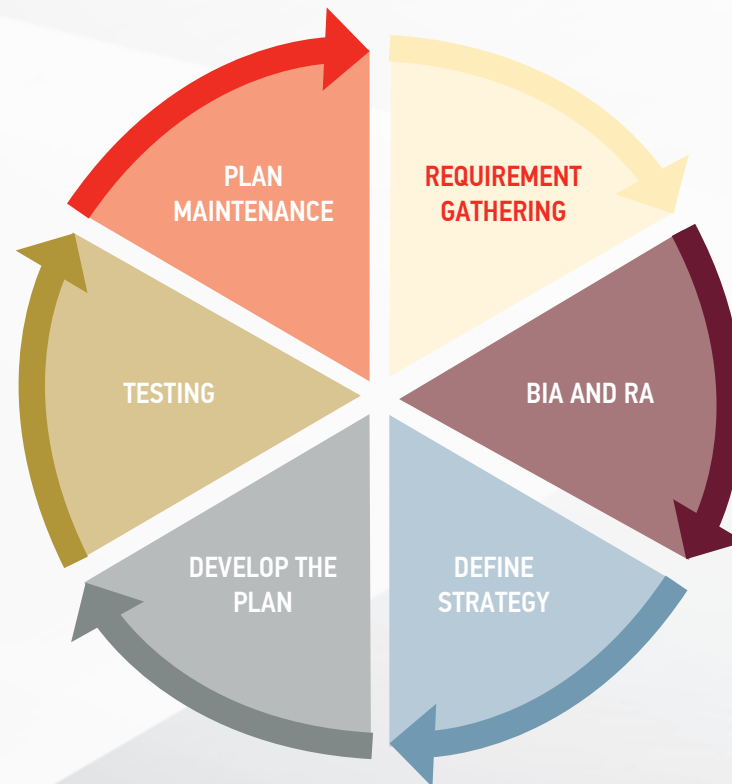 PLAN
MAINTENANCE
REQUIREMENT
GATHERING
TESTING
BIA AND RA
DEVELOP THE
PLAN
DEFINE
STRATEGY